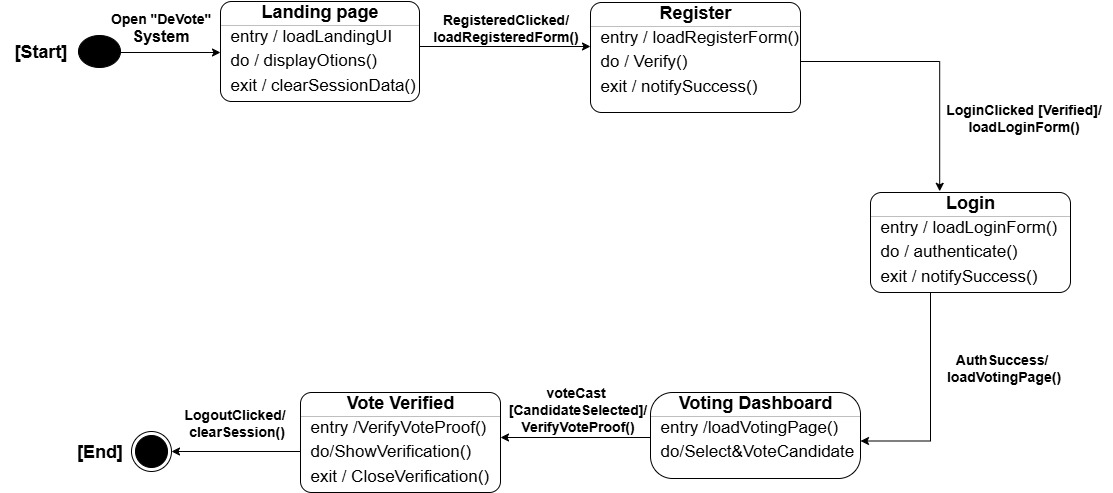 [Start]
Open "DeVote"
System
Landing page
entry / loadLandingUI
do / displayOtions()
exit / clearSessionData()
RegisteredClicked/
loadRegisteredForm()
Register
entry / loadRegisterForm()
do / Verify()
exit / notifySuccess()
LoginClicked [Verified]/
loadLoginForm()
Login
entry / loadLoginForm()
do / authenticate()
exit / notifySuccess()
AuthSuccess/
loadVotingPage()
Voting Dashboard
entry /loadVotingPage()
do/Select&VoteCandidate
voteCast
[CandidateSelected]/
VerifyVoteProof()
Vote Verified
entry /VerifyVoteProof()
do/ShowVerification()
exit / CloseVerification()
LogoutClicked/
clearSession()
[End]